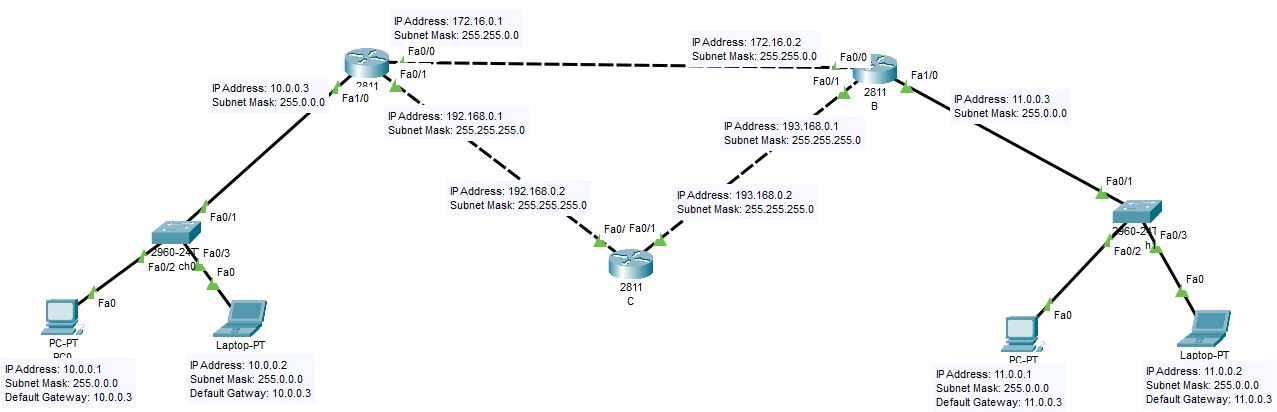 IP Address: 172.16.0.1
Subnet Mask: 255.255.0.0
Fa0/0
IP Address: 172.16.0.2
Subnet Mask: 255.255.0.0
Fa0/0
2811
Fa0/1
Fa1/0
IP Address: 10.0.0.3
Subnet Mask: 255.0.0.0
Fa0/1
2811
B
Fa1/0
IP Address: 11.0.0.3
Subnet Mask: 255.0.0.0
IP Address: 192.168.0.1
Subnet Mask: 255.255.255.0
IP Address: 193.168.0.1
Subnet Mask: 255.255.255.0
IP Address: 192.168.0.2
Subnet Mask: 255.255.255.0
IP Address: 193.168.0.2
Subnet Mask: 255.255.255.0
Fa0/1
Fa0/
Fa0/1
2811
C
Fa0/1
2960-24T
ch0
Fa0/2
Fa0/3
Fa0
Fa0
PC-PT
PC0
Laptop-PT
IP Address: 10.0.0.1
Subnet Mask: 255.0.0.0
Default Gateway: 10.0.0.3
IP Address: 10.0.0.2
Subnet Mask: 255.0.0.0
Default Gatway: 10.0.0.3
2960-24T
h
Fa0/2
Fa0/3
Fa0
Fa0
PC-PT
Laptop-PT
IP Address: 11.0.0.1
Subnet Mask: 255.0.0.0
Default Gateway: 11.0.0.3
IP Address: 11.0.0.2
Subnet Mask: 255.0.0.0
Default Gateway: 11.0.0.3